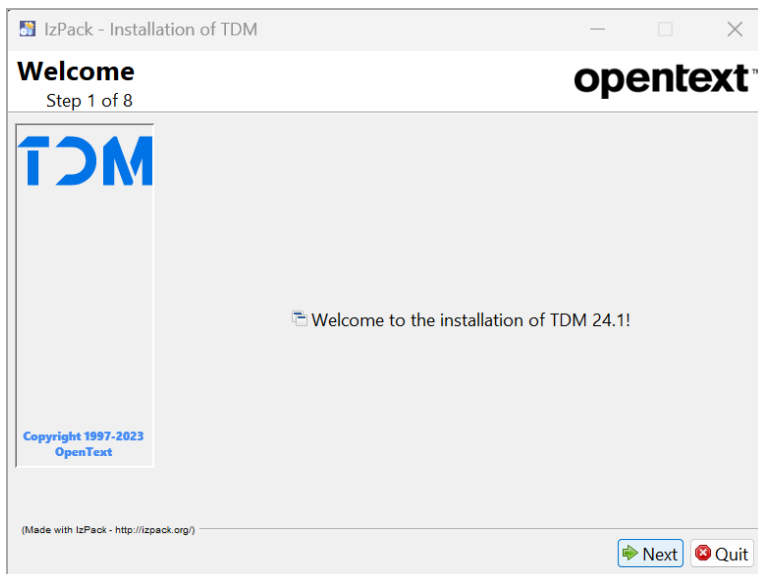 IzPack - Installation of TDM
Welcome
Step 1 of 8
opentext™
TDM
Welcome to the installation of TDM 24.1!
Copyright 1997-2023
OpenText
(Made with IzPack - http://izpack.org/)
Next
Quit